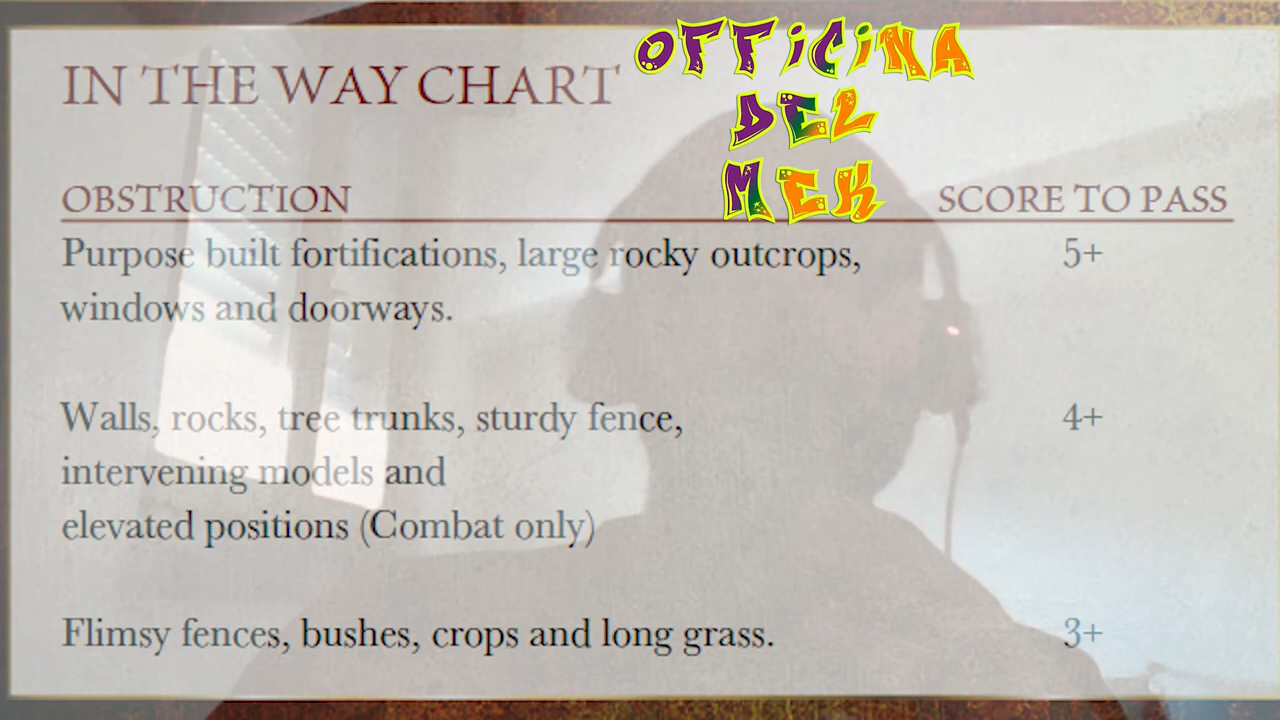 IN THE WAY CHART
OFFICINA
DEL
MEK
OBSTRUCTION SCORE TO PASS
Purpose built fortifications, large rocky outcrops, 5+
windows and doorways.
Walls, rocks, tree trunks, sturdy fence, 4+
intervening models and
elevated positions (Combat only)
Flimsy fences, bushes, crops and long grass. 3+